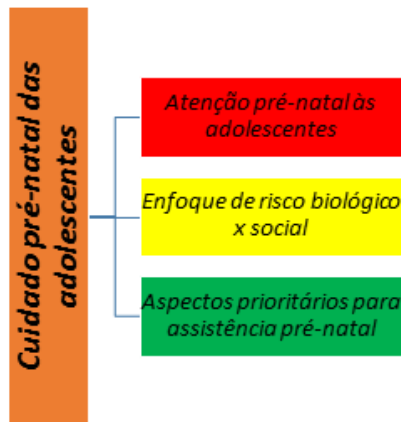 Cuidado pré-natal das
adolescentes
Atenção pré-natal às
adolescentes
Enfoque de risco biológico
x social
Aspectos prioritários para
assistência pré-natal